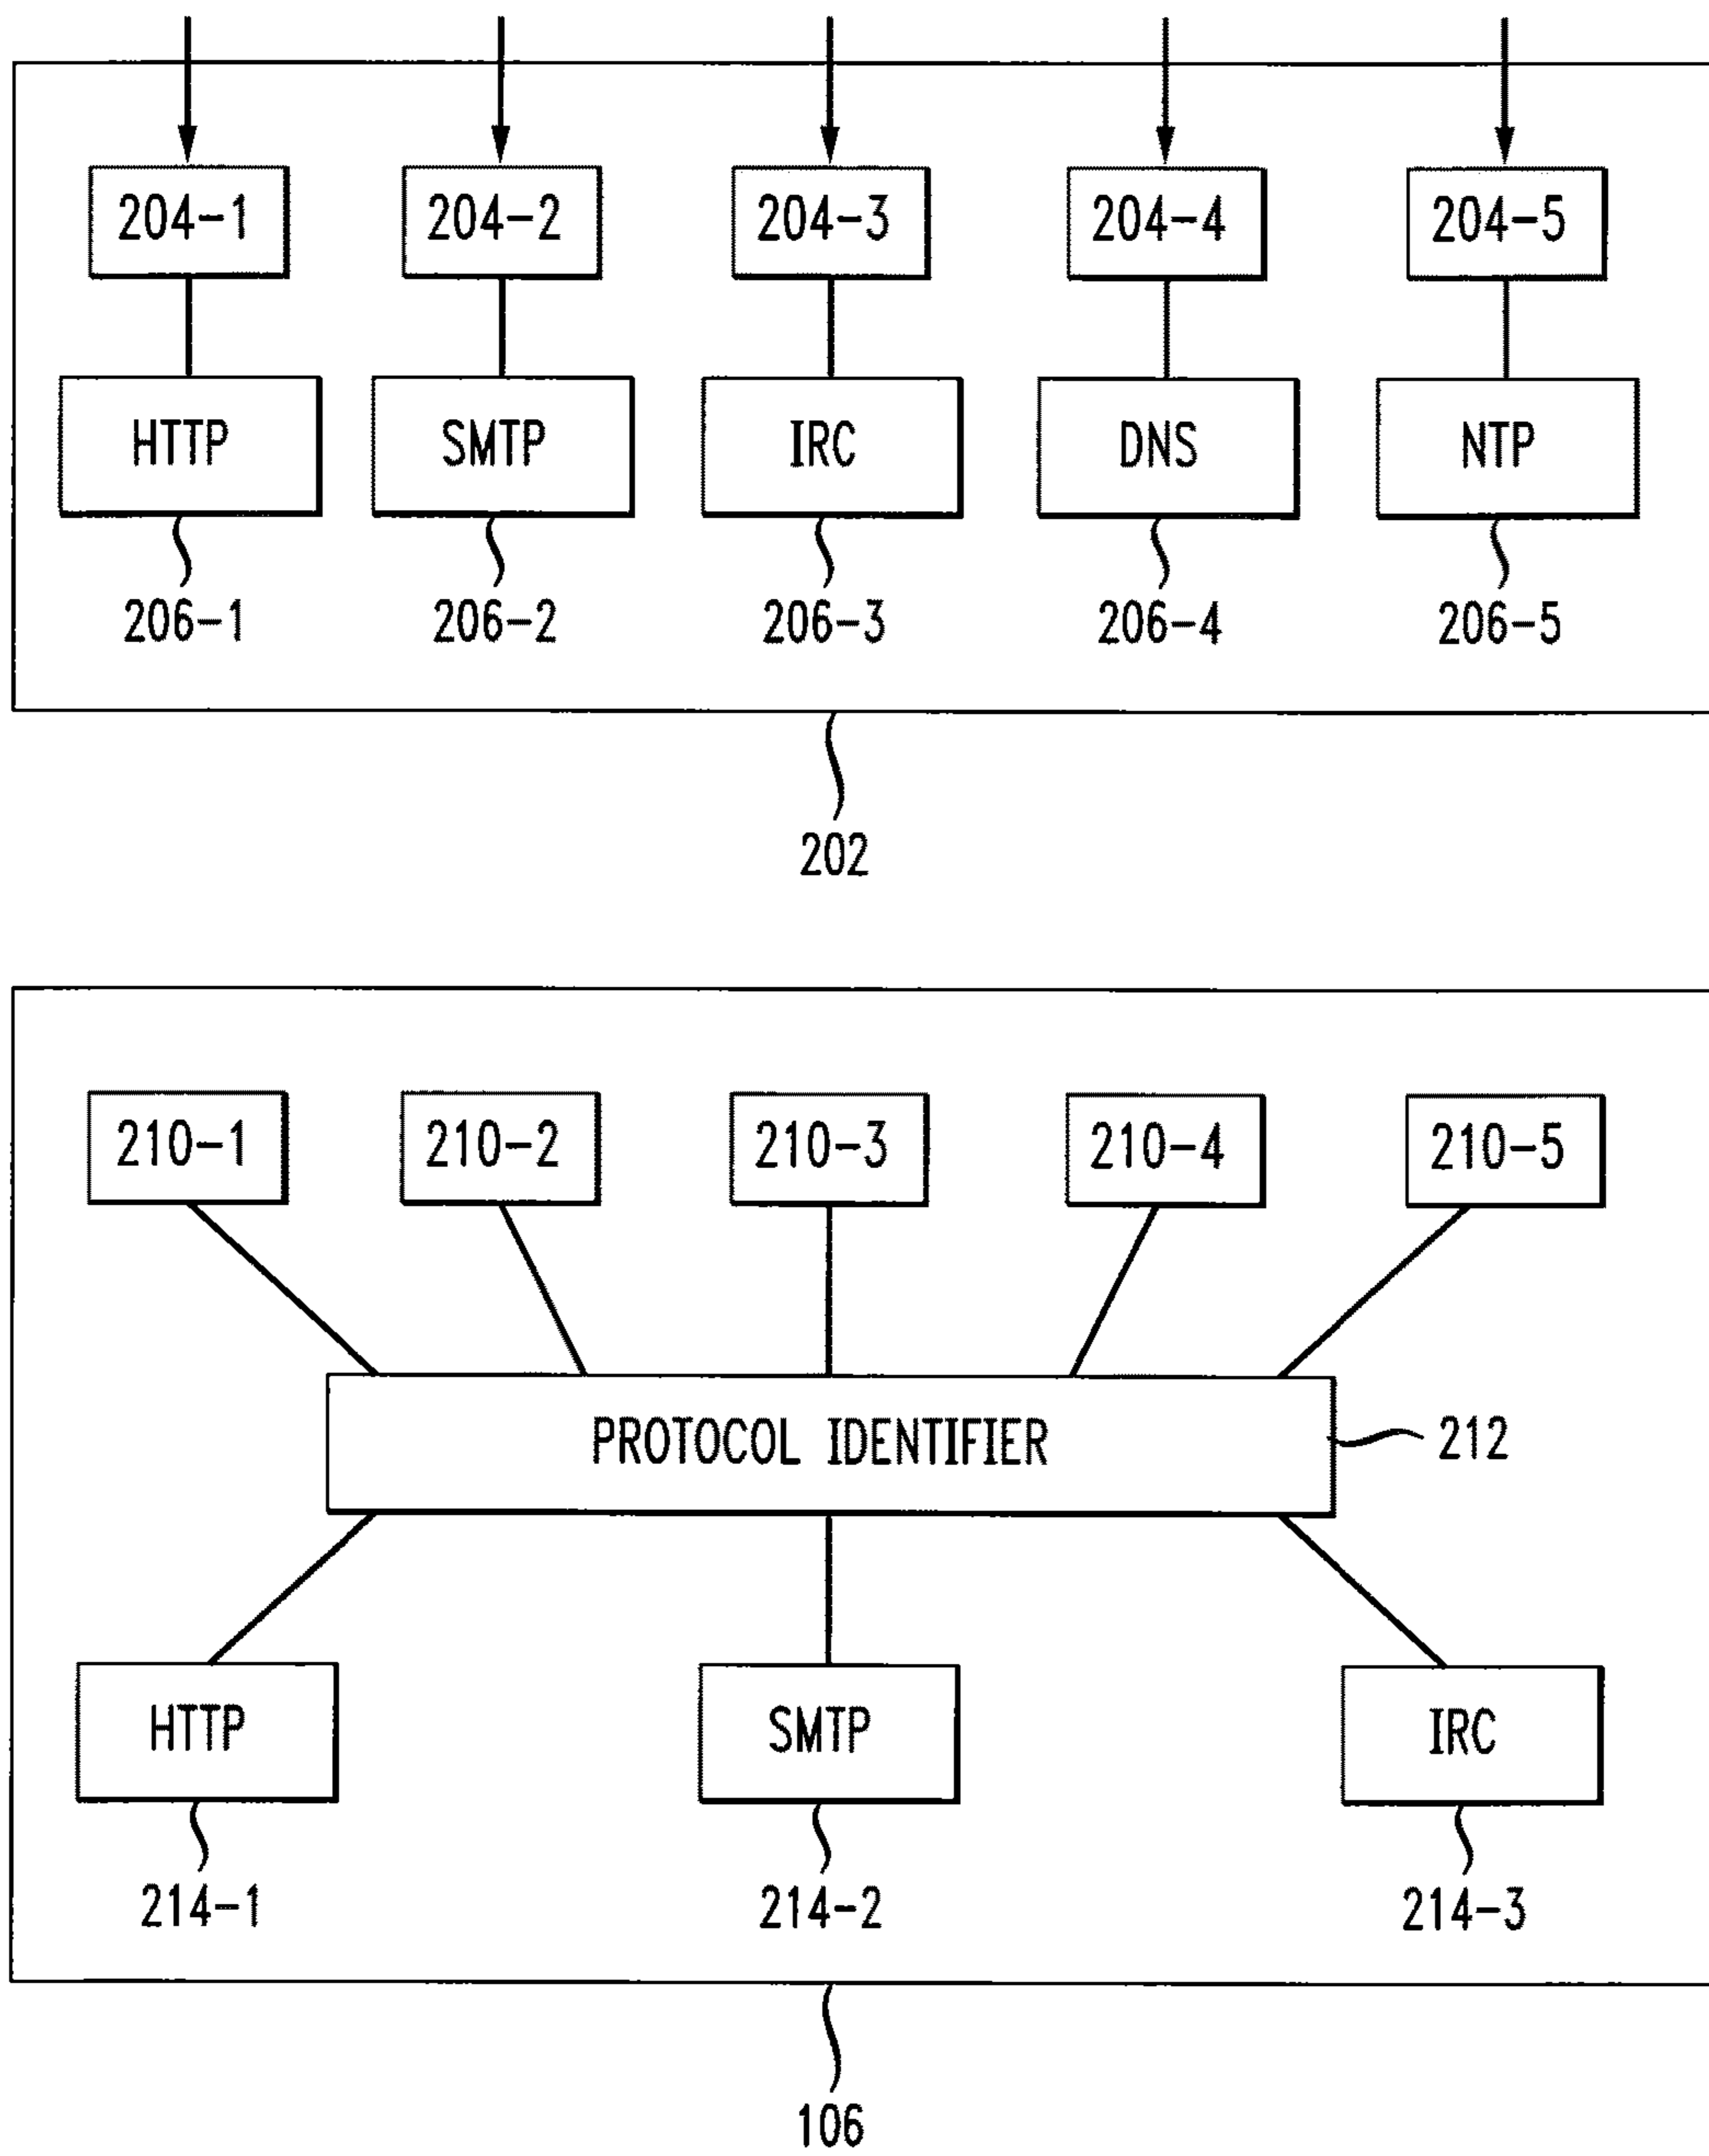 204-1 204-2 204-3 204-4 204-5
HTTP SMTP IRC DNS NTP
206-1 206-2 206-3 206-4 206-5
202
210-1 210-2 210-3 210-4 210-5
PROTOCOL IDENTIFIER 212
HTTP SMTP IRC
214-1 214-2 214-3
106